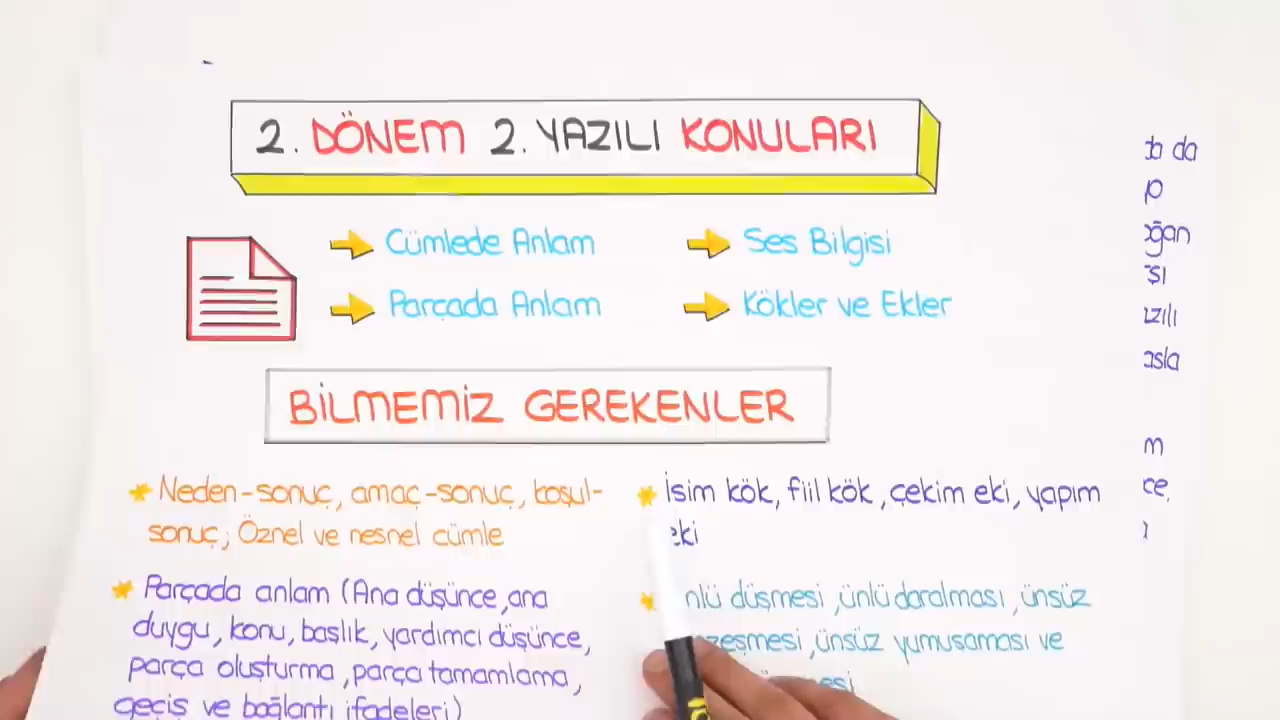 2. DÖNEM 2. YAZILI KONULARI
Cümlede Anlam
Parçada Anlam
Ses Bilgisi
Kökler ve Ekler
BİLMEMİZ GEREKENLER
Neden-sonuç, amaç-sonuç, koşul-
sonuç; Öznel ve nesnel cümle
Parçada anlam (Ana düşünce, ana
duygu, konu, başlık, yardımcı düşünce,
parça oluşturma, parça tamamlama,
geçiş ve bağlantı ifadeleri)
İsim kök, fiil kök, çekim eki, yapım
eki
nlü düşmesi, ünlü daralması, ünsüz
zeşmesi, ünsüz yumuşaması ve
da